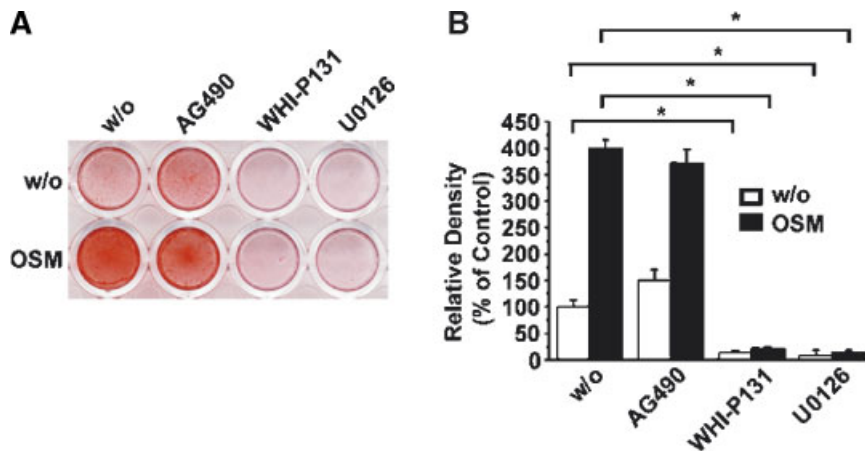 A
w/o
AG490
WHI-P131
U0126
w/o
OSM
B
*
*
*
*
450
400
350
300
250
200
150
100
50
0
Relative Density
(% of Control)
w/o
OSM
w/o
AG490
WHI-P131
U0126